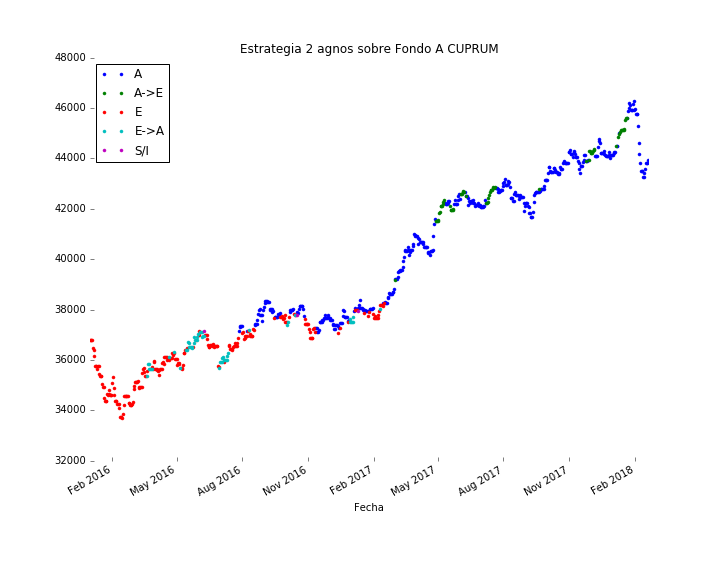 Estrategia 2 agnos sobre Fondo A CUPRUM
48000
46000
44000
42000
40000
38000
36000
34000
32000
A
A->E
E
E->A
S/I
Feb 2016
May 2016
Aug 2016
Nov 2016
Feb 2017
May 2017
Aug 2017
Nov 2017
Feb 2018
Fecha